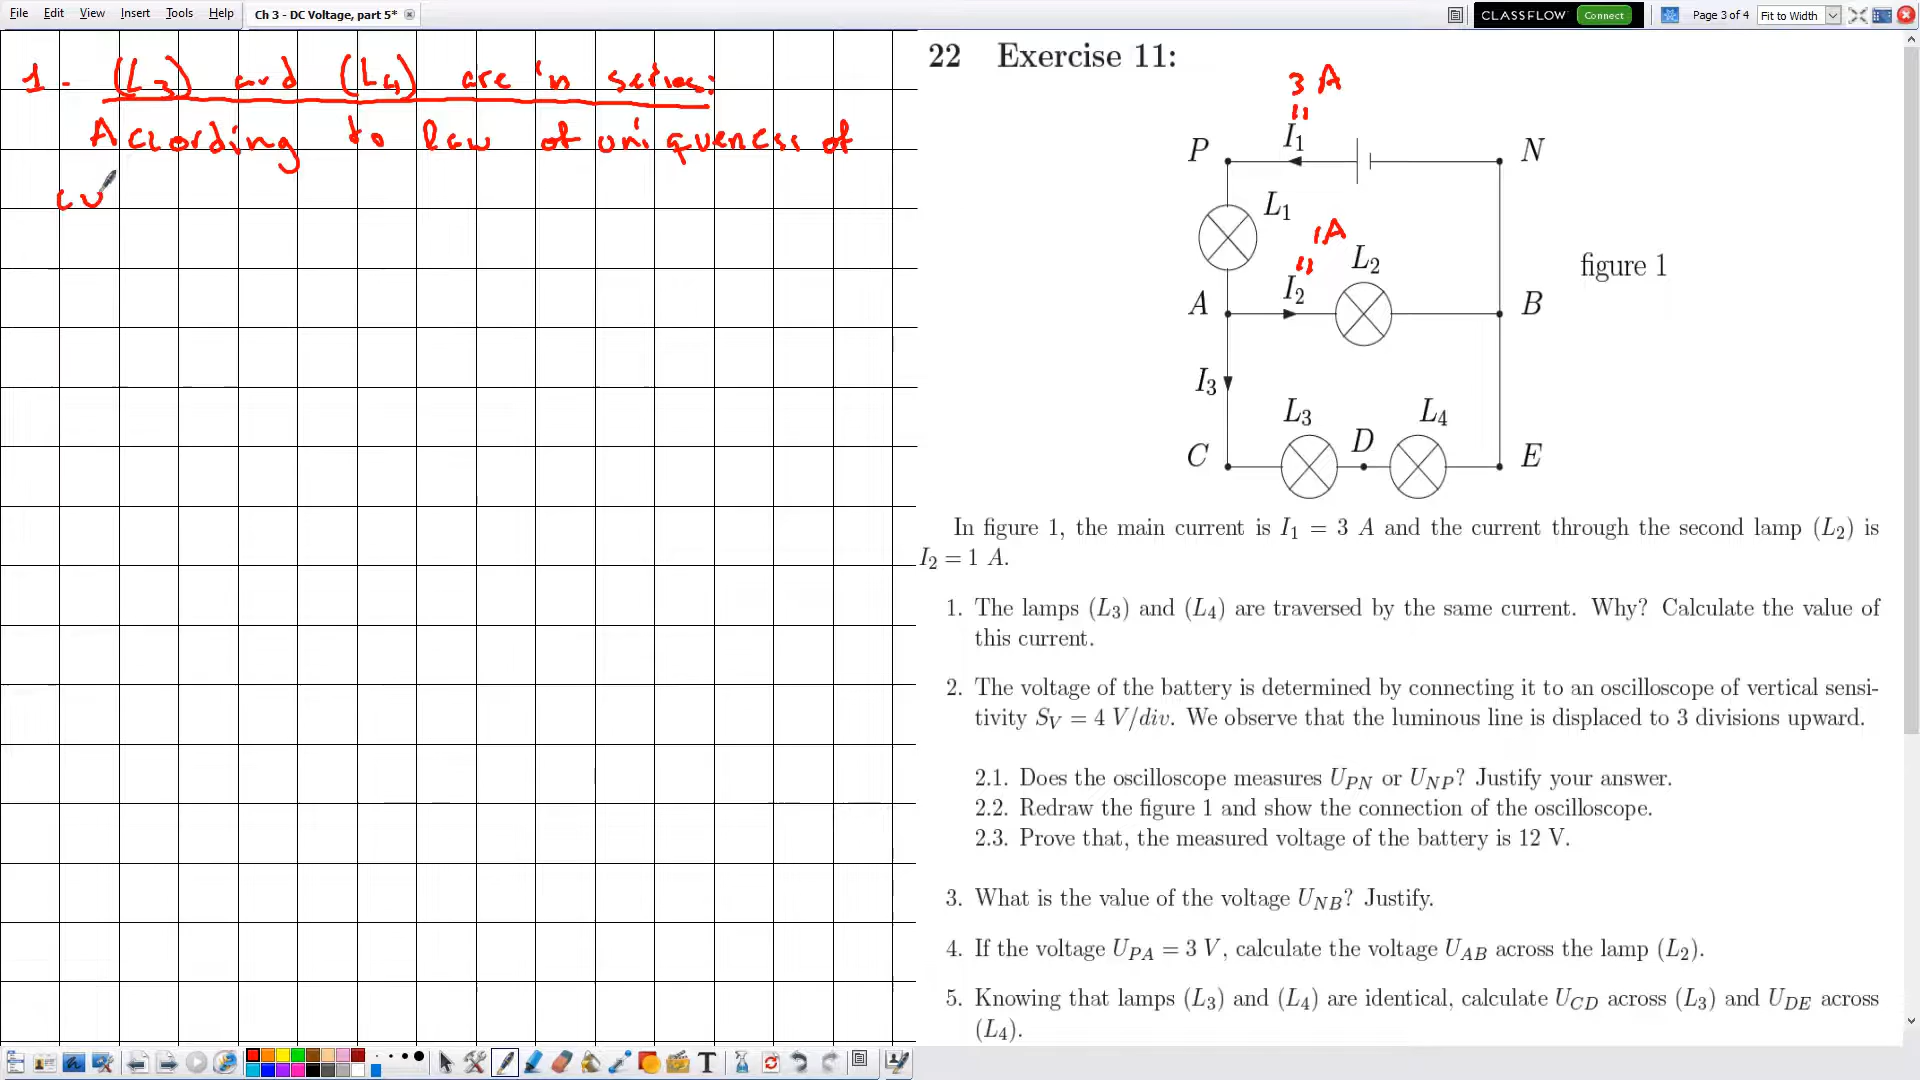 File Edit View Insert Tools Help
Ch 3 - DC Voltage, part 5*
CLASSFLOW Connect
Page 3 of 4 Fit to Width
1 - (L3) and (L4) are in series:
According to law of uniqueness of
cu
22 Exercise 11:
3 A
=
I₁
P
N
L₁
1A
=
I₂
L₂
A
B
figure 1
I₃
L₃
L₄
C
D
E
In figure 1, the main current is I₁ = 3 A and the current through the second lamp (L₂) is
I₂ = 1 A.
1. The lamps (L₃) and (L₄) are traversed by the same current. Why? Calculate the value of
this current.
2. The voltage of the battery is determined by connecting it to an oscilloscope of vertical sensi-
tivity S_V = 4 V/div. We observe that the luminous line is displaced to 3 divisions upward.
2.1. Does the oscilloscope measures U_PN or U_NP? Justify your answer.
2.2. Redraw the figure 1 and show the connection of the oscilloscope.
2.3. Prove that, the measured voltage of the battery is 12 V.
3. What is the value of the voltage U_NB? Justify.
4. If the voltage U_PA = 3 V, calculate the voltage U_AB across the lamp (L₂).
5. Knowing that lamps (L₃) and (L₄) are identical, calculate U_CD across (L₃) and U_DE across
(L₄).
T